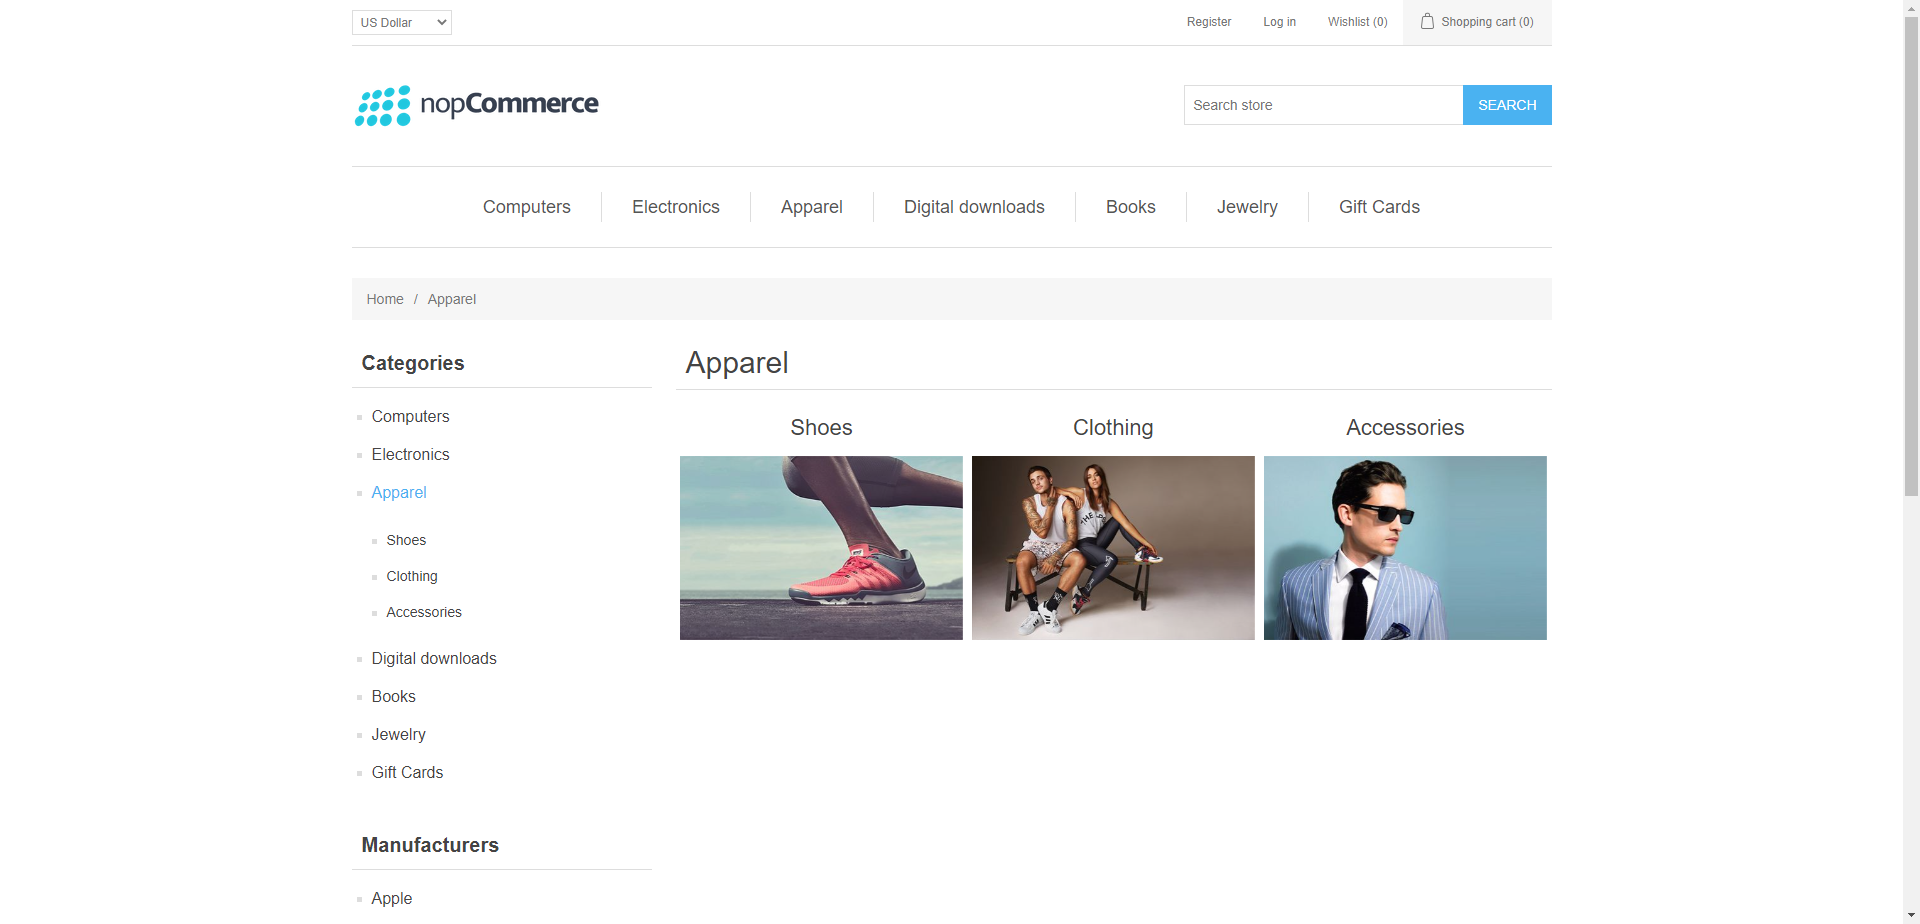 US Dollar
Register
Log in
Wishlist (0)
Shopping cart (0)
nopCommerce
Search store
SEARCH
Computers
Electronics
Apparel
Digital downloads
Books
Jewelry
Gift Cards
Home / Apparel
Categories
Computers
Electronics
Apparel
Shoes
Clothing
Accessories
Digital downloads
Books
Jewelry
Gift Cards
Manufacturers
Apple
Apparel
Shoes
Clothing
Accessories